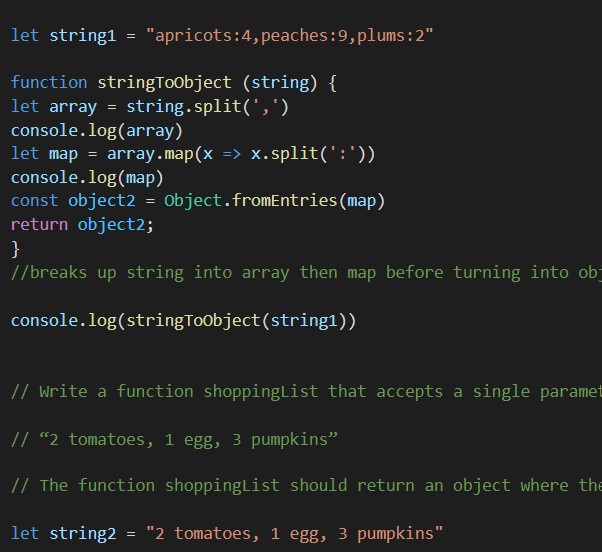 let string1 = "apricots:4,peaches:9,plums:2"
function stringToObject (string) {
let array = string.split(',')
console.log(array)
let map = array.map(x => x.split(':'))
console.log(map)
const object2 = Object.fromEntries(map)
return object2;
}
//breaks up string into array then map before turning into obj
console.log(stringToObject(string1))
// Write a function shoppingList that accepts a single paramet
// “2 tomatoes, 1 egg, 3 pumpkins”
// The function shoppingList should return an object where the
let string2 = "2 tomatoes, 1 egg, 3 pumpkins"